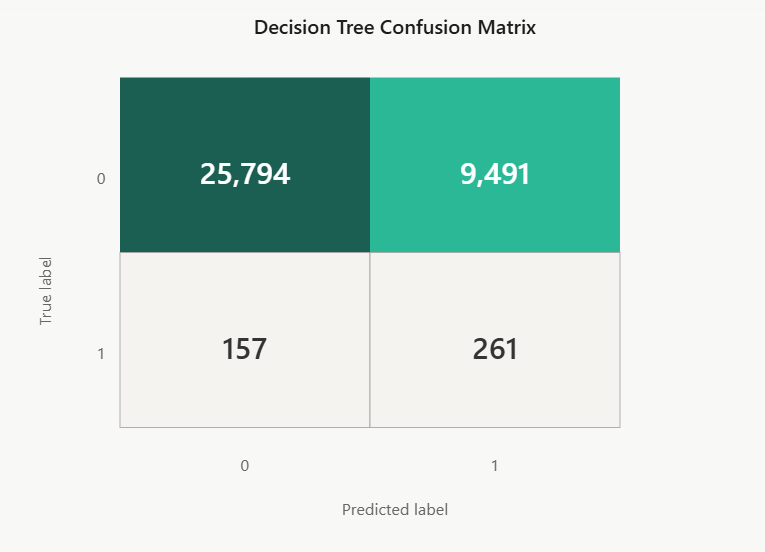 Decision Tree Confusion Matrix
0
25,794
9,491
True label
1
157
261
0
1
Predicted label